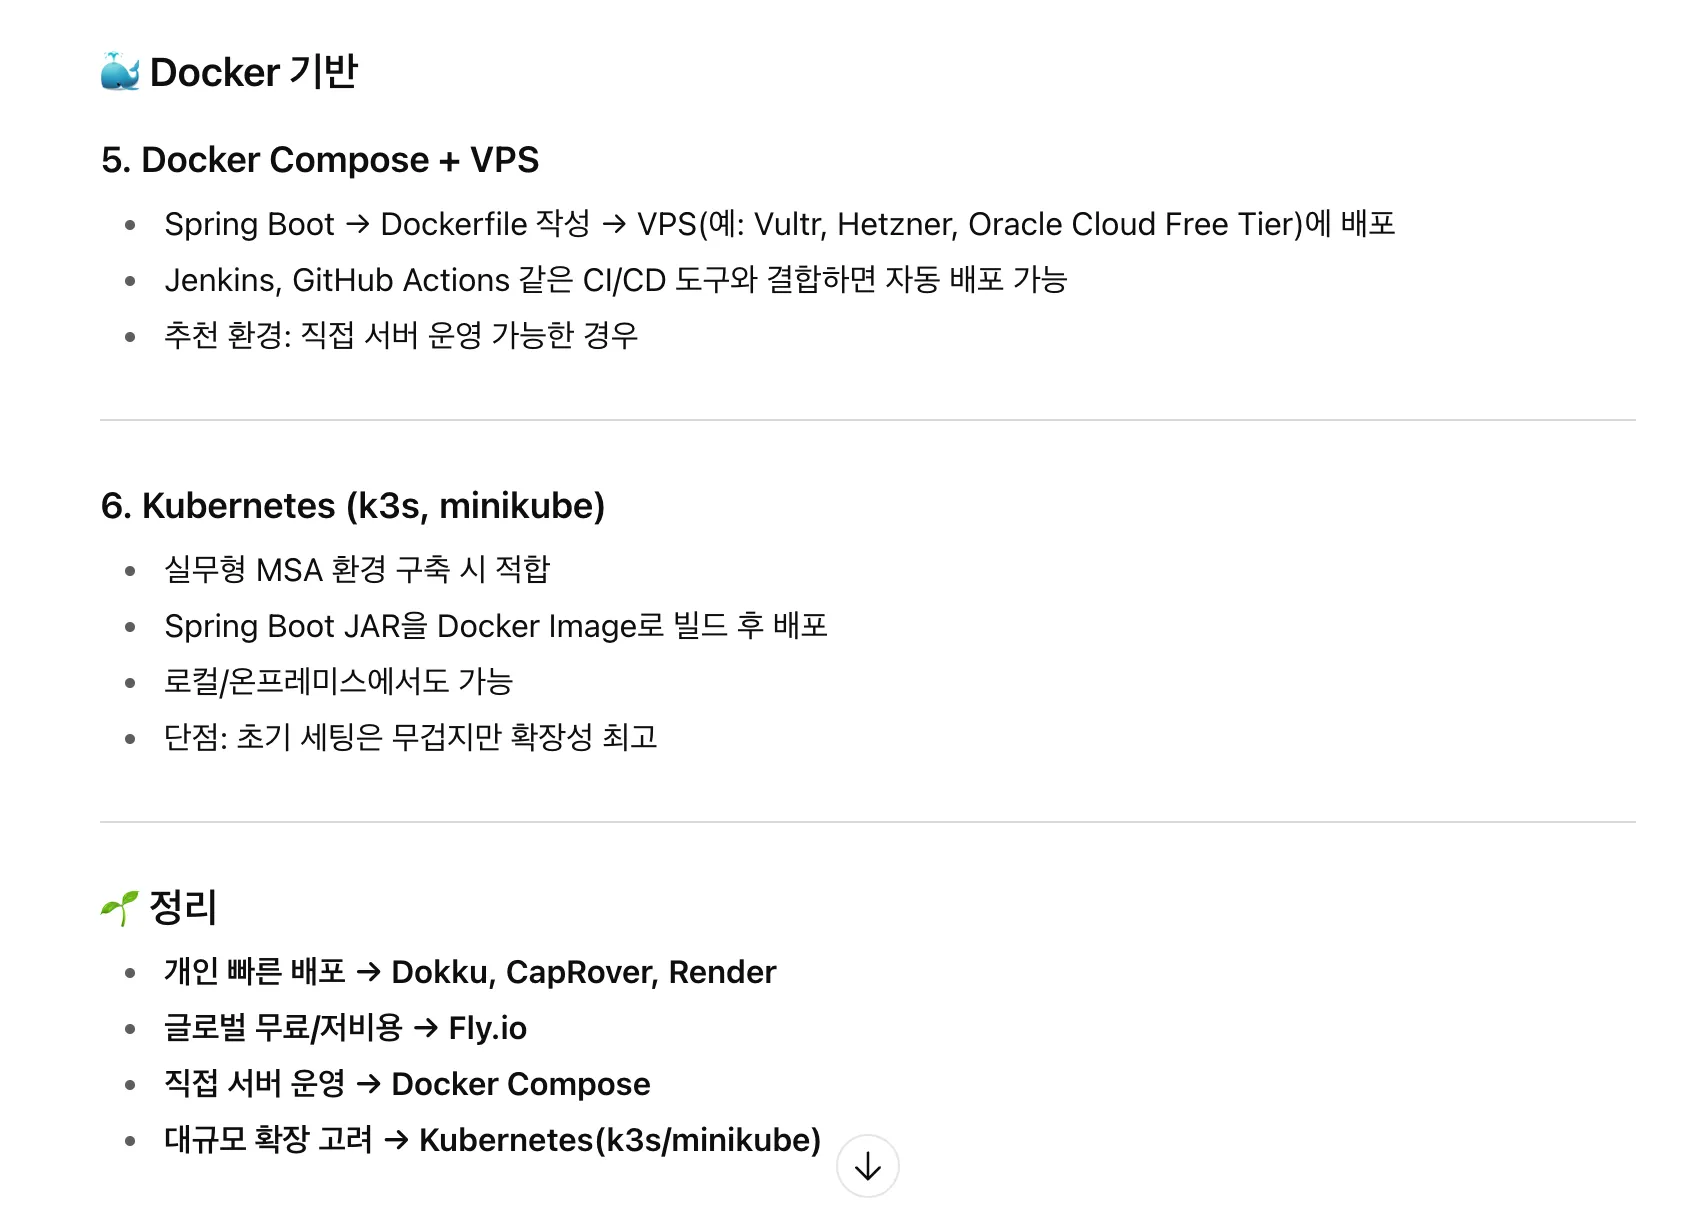 🐳 Docker 기반
5. Docker Compose + VPS
• Spring Boot → Dockerfile 작성 → VPS(예: Vultr, Hetzner, Oracle Cloud Free Tier)에 배포
• Jenkins, GitHub Actions 같은 CI/CD 도구와 결합하면 자동 배포 가능
• 추천 환경: 직접 서버 운영 가능한 경우
6. Kubernetes (k3s, minikube)
• 실무형 MSA 환경 구축 시 적합
• Spring Boot JAR을 Docker Image로 빌드 후 배포
• 로컬/온프레미스에서도 가능
• 단점: 초기 세팅은 무겁지만 확장성 최고
🌱 정리
• 개인 빠른 배포 → Dokku, CapRover, Render
• 글로벌 무료/저비용 → Fly.io
• 직접 서버 운영 → Docker Compose
• 대규모 확장 고려 → Kubernetes(k3s/minikube)